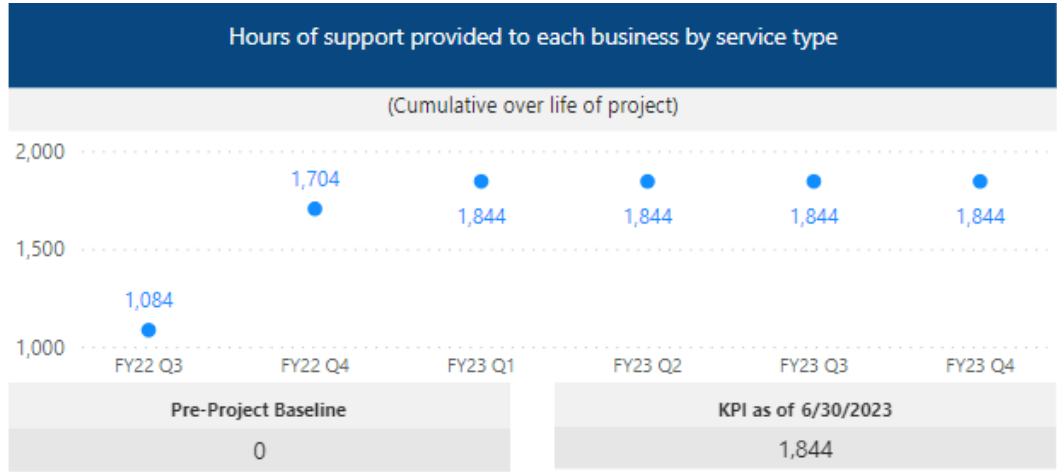 Hours of support provided to each business by service type
(Cumulative over life of project)
2,000
1,704
1,844 1,844 1,844 1,844
1,500
1,084
1,000
FY22 Q3 FY22 Q4 FY23 Q1 FY23 Q2 FY23 Q3 FY23 Q4
Pre-Project Baseline KPI as of 6/30/2023
0 1,844